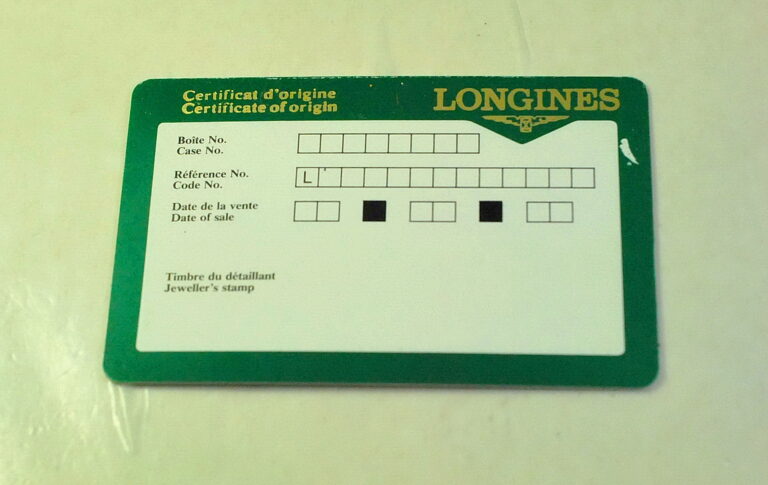 Certificat d'origine
Certificate of origin
LONGINES
Boîte No.
Case No.
Référence No.
Code No.
L
Date de la vente
Date of sale
Timbre du détaillant
Jeweller's stamp